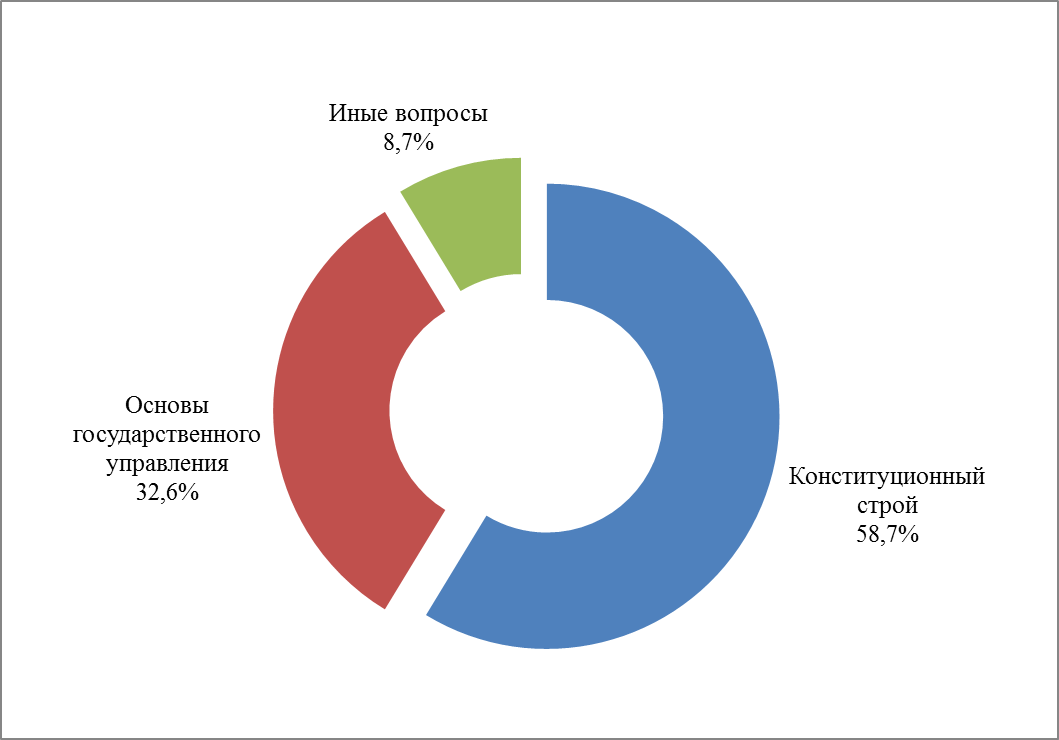 Иные вопросы
8,7%
Основы
государственного
управления
32,6%
Конституционный
строй
58,7%